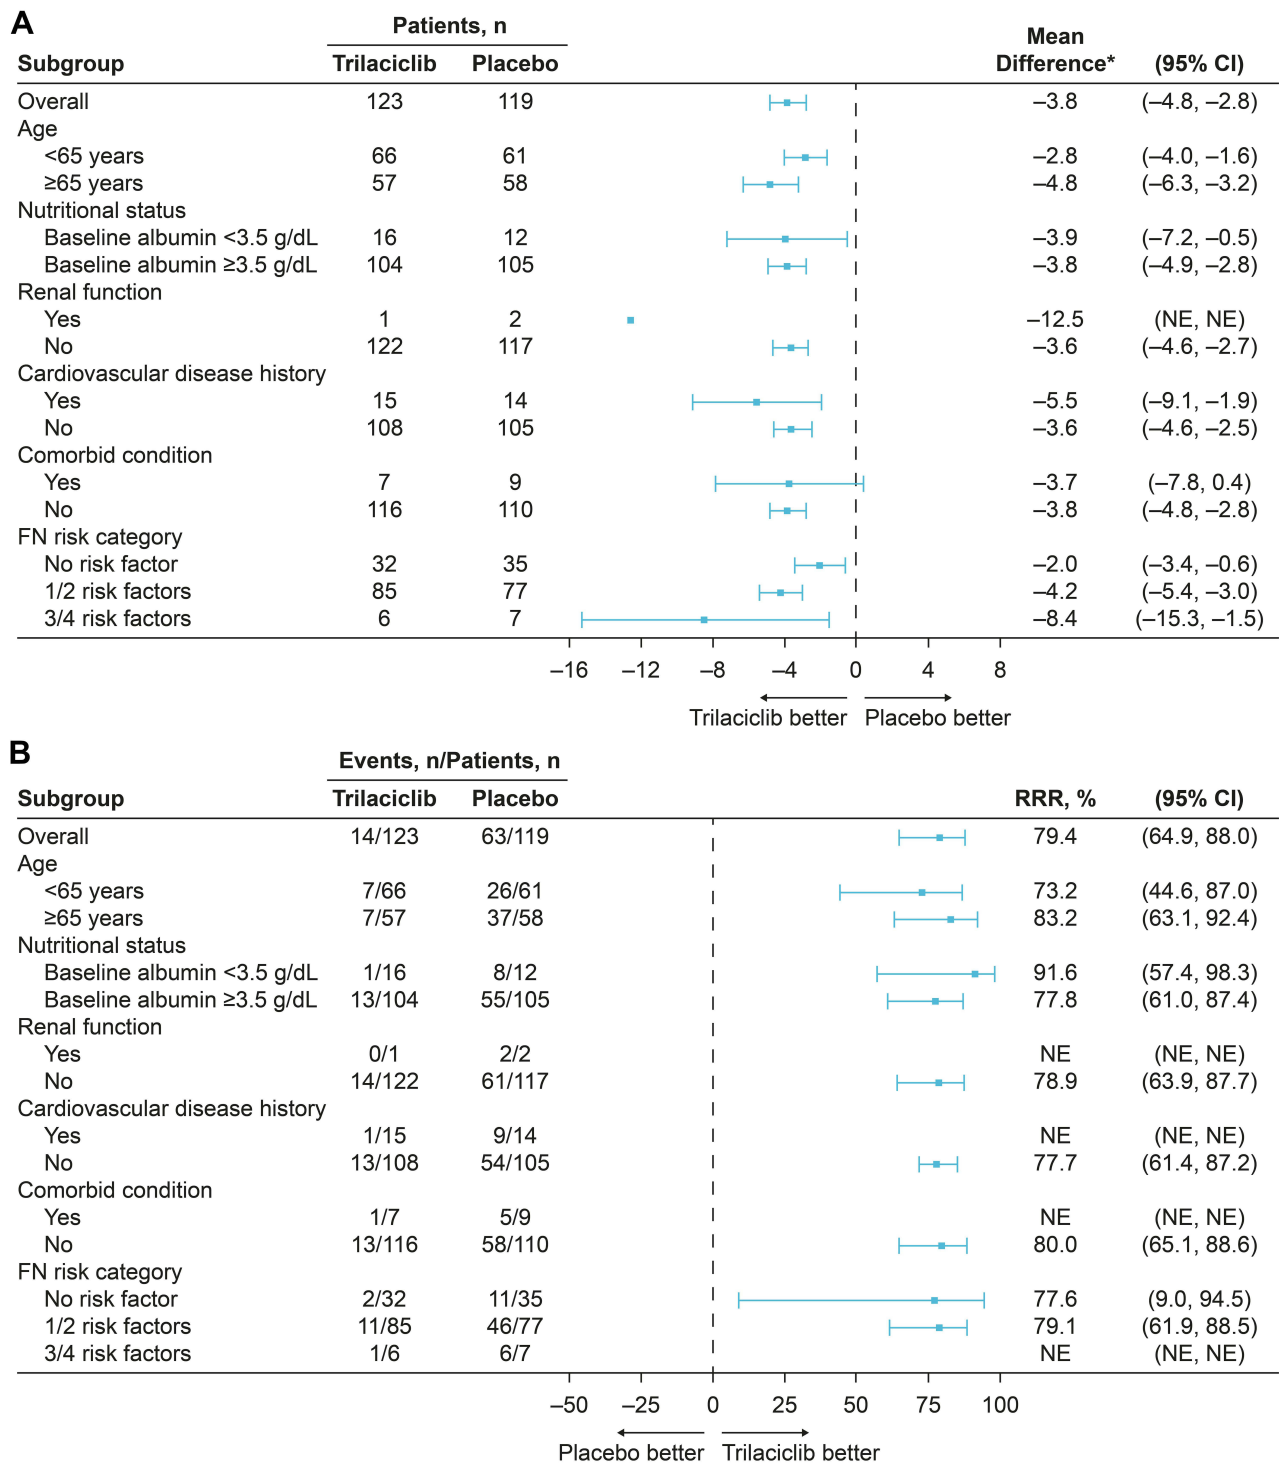 A
Patients, n
Mean
Subgroup Trilaciclib Placebo Difference* (95% CI)
Overall 123 119 –3.8 (–4.8, –2.8)
Age
<65 years 66 61 –2.8 (–4.0, –1.6)
≥65 years 57 58 –4.8 (–6.3, –3.2)
Nutritional status
Baseline albumin <3.5 g/dL 16 12 –3.9 (–7.2, –0.5)
Baseline albumin ≥3.5 g/dL 104 105 –3.8 (–4.9, –2.8)
Renal function
Yes 1 2 –12.5 (NE, NE)
No 122 117 –3.6 (–4.6, –2.7)
Cardiovascular disease history
Yes 15 14 –5.5 (–9.1, –1.9)
No 108 105 –3.6 (–4.6, –2.5)
Comorbid condition
Yes 7 9 –3.7 (–7.8, 0.4)
No 116 110 –3.8 (–4.8, –2.8)
FN risk category
No risk factor 32 35 –2.0 (–3.4, –0.6)
1/2 risk factors 85 77 –4.2 (–5.4, –3.0)
3/4 risk factors 6 7 –8.4 (–15.3, –1.5)
–16 –12 –8 –4 0 4 8
Trilaciclib better Placebo better
B
Events, n/Patients, n
Subgroup Trilaciclib Placebo RRR, % (95% CI)
Overall 14/123 63/119 79.4 (64.9, 88.0)
Age
<65 years 7/66 26/61 73.2 (44.6, 87.0)
≥65 years 7/57 37/58 83.2 (63.1, 92.4)
Nutritional status
Baseline albumin <3.5 g/dL 1/16 8/12 91.6 (57.4, 98.3)
Baseline albumin ≥3.5 g/dL 13/104 55/105 77.8 (61.0, 87.4)
Renal function
Yes 0/1 2/2 NE (NE, NE)
No 14/122 61/117 78.9 (63.9, 87.7)
Cardiovascular disease history
Yes 1/15 9/14 NE (NE, NE)
No 13/108 54/105 77.7 (61.4, 87.2)
Comorbid condition
Yes 1/7 5/9 NE (NE, NE)
No 13/116 58/110 80.0 (65.1, 88.6)
FN risk category
No risk factor 2/32 11/35 77.6 (9.0, 94.5)
1/2 risk factors 11/85 46/77 79.1 (61.9, 88.5)
3/4 risk factors 1/6 6/7 NE (NE, NE)
–50 –25 0 25 50 75 100
Placebo better Trilaciclib better